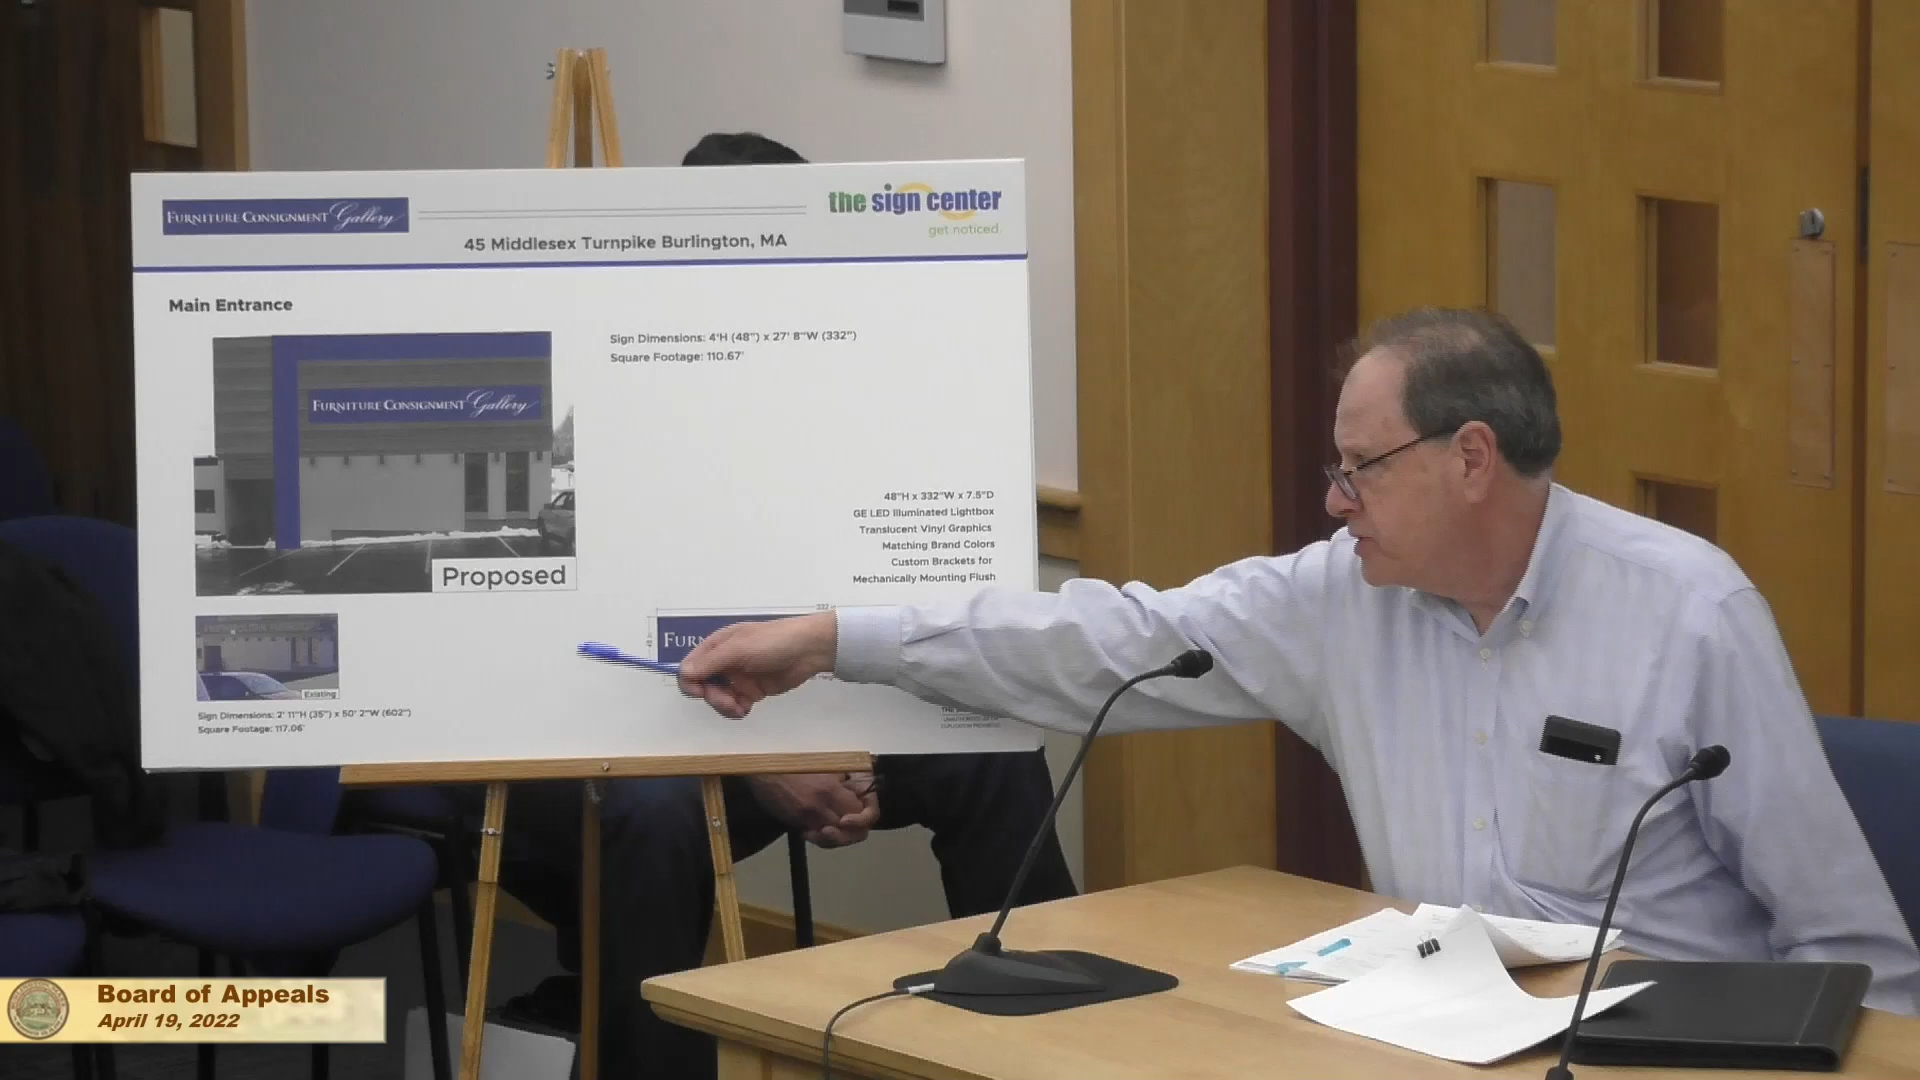 FURNITURE CONSIGNMENT Gallery
the sign center
get noticed.
45 Middlesex Turnpike Burlington, MA
Main Entrance
Sign Dimensions: 4'H (48") x 27' 8"W (332")
Square Footage: 110.67'
FURNITURE CONSIGNMENT Gallery
Proposed
48"H x 332"W x 7.5"D
GE LED Illuminated Lightbox
Translucent Vinyl Graphics
Matching Brand Colors
Custom Brackets for
Mechanically Mounting Flush
332
FURN
Existing
Sign Dimensions: 2' 11"H (35") x 50' 2"W (602")
Square Footage: 117.06'
Board of Appeals
April 19, 2022